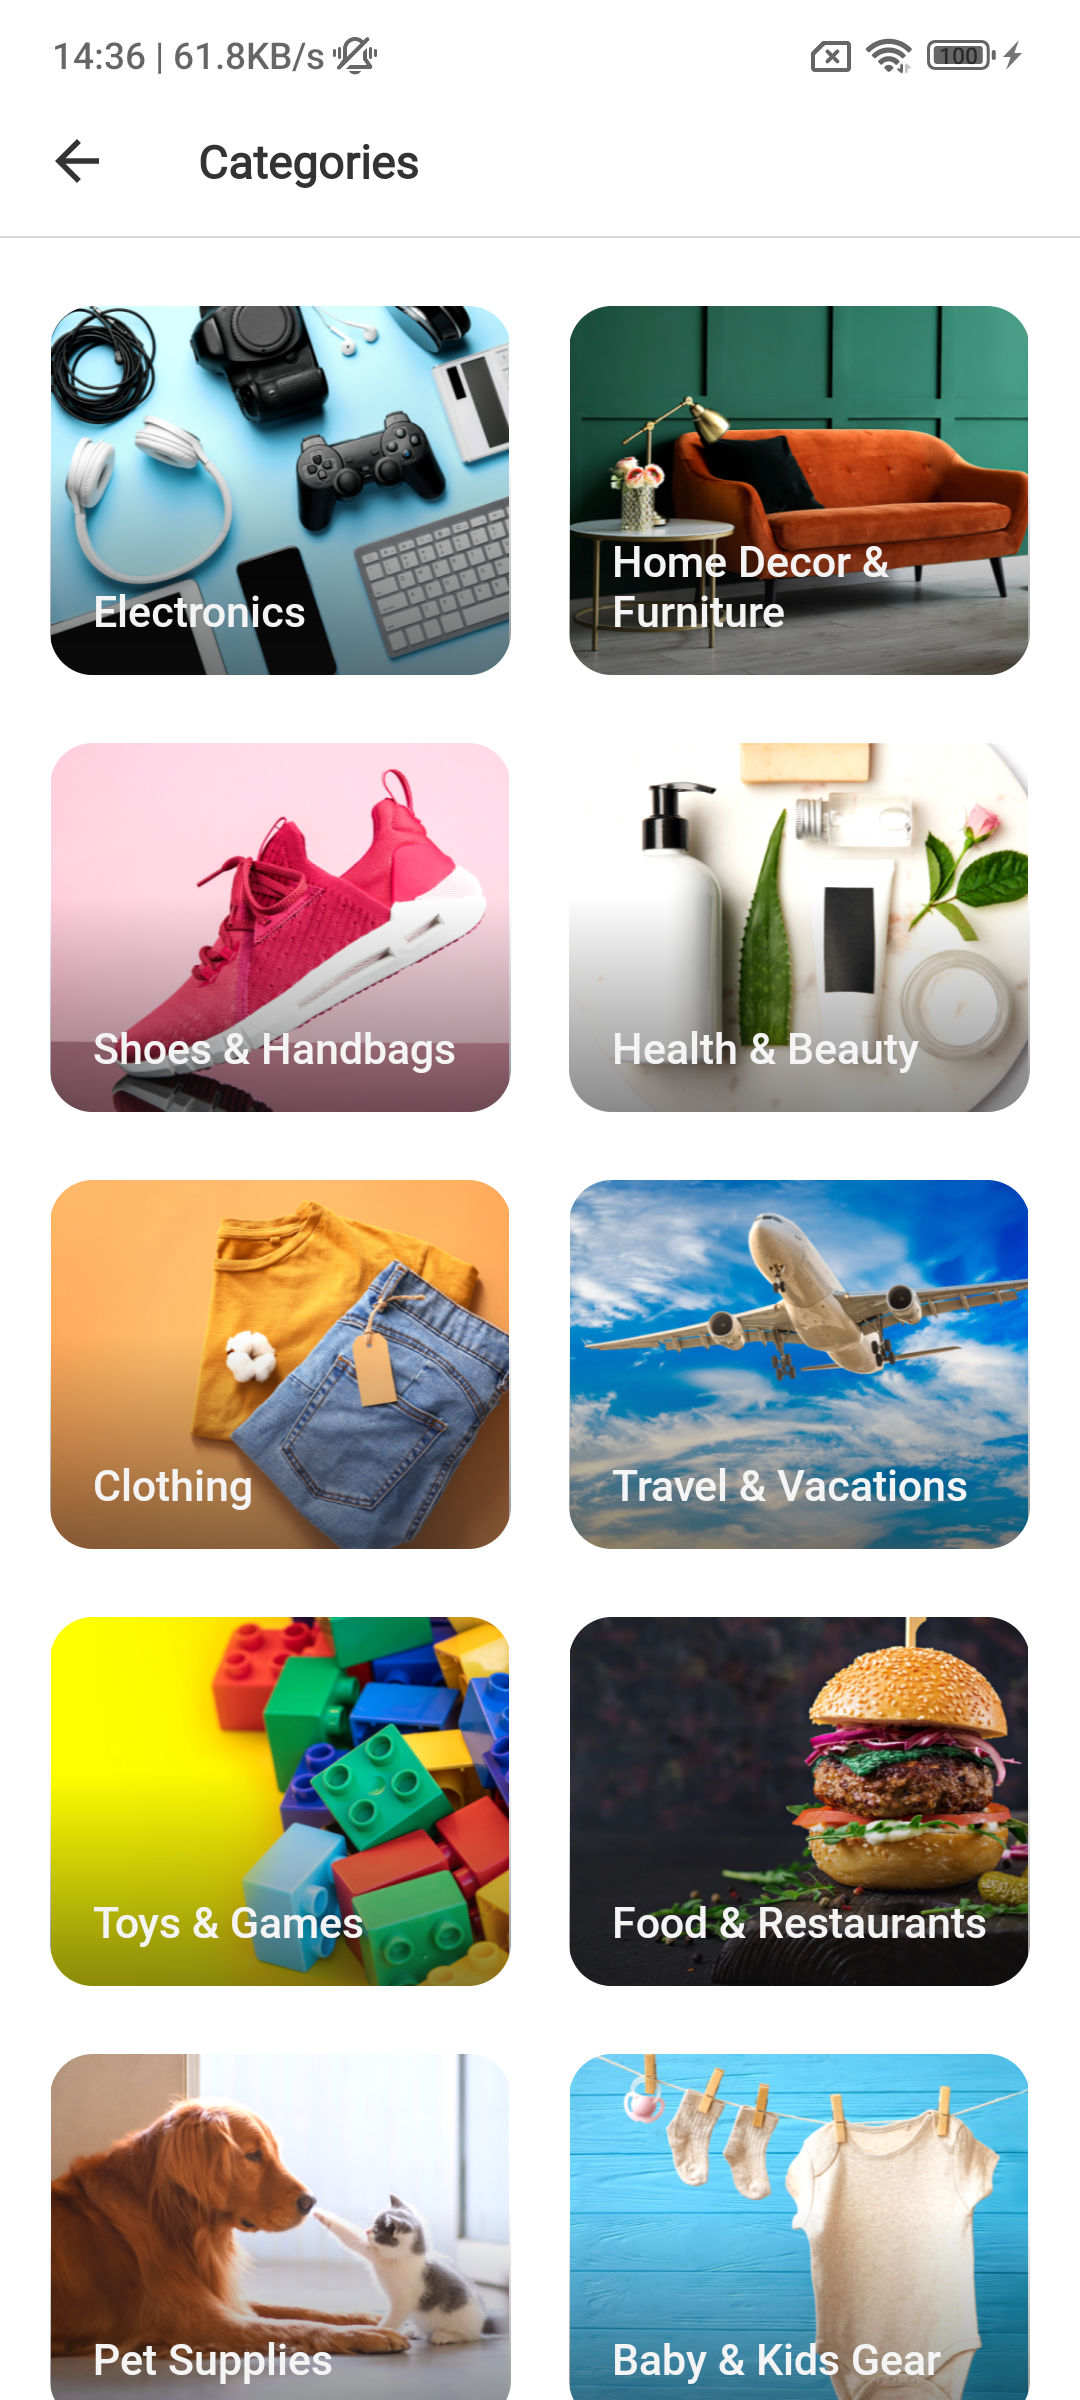 14:36 | 61.8KB/s
100
Categories
Electronics
Home Decor &
Furniture
Shoes & Handbags
Health & Beauty
Clothing
Travel & Vacations
Toys & Games
Food & Restaurants
Pet Supplies
Baby & Kids Gear